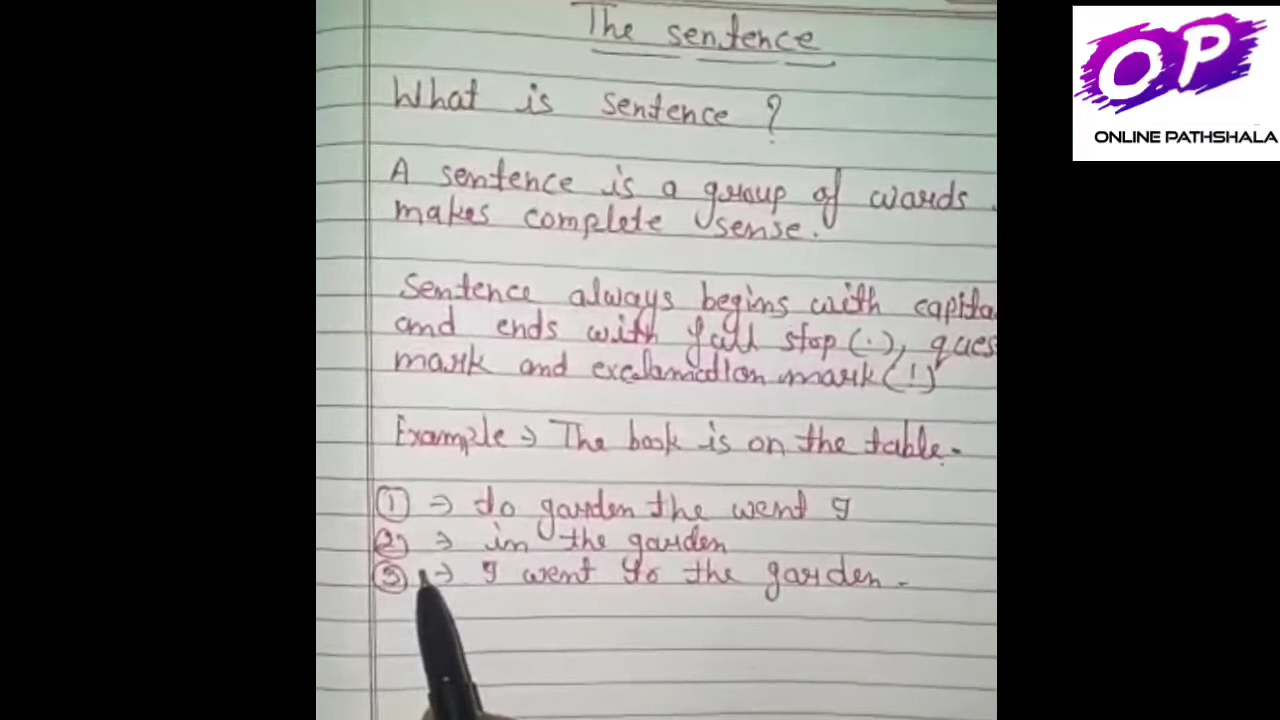 The sentence
What is sentence ?
A sentence is a group of words
makes complete sense.
Sentence always begins with capita
and ends with full stop (.), ques
mark and exclamation mark (!)
Example → The book is on the table.
① → to garden the went I
② → in the garden
③ → I went to the garden.
OP
ONLINE PATHSHALA